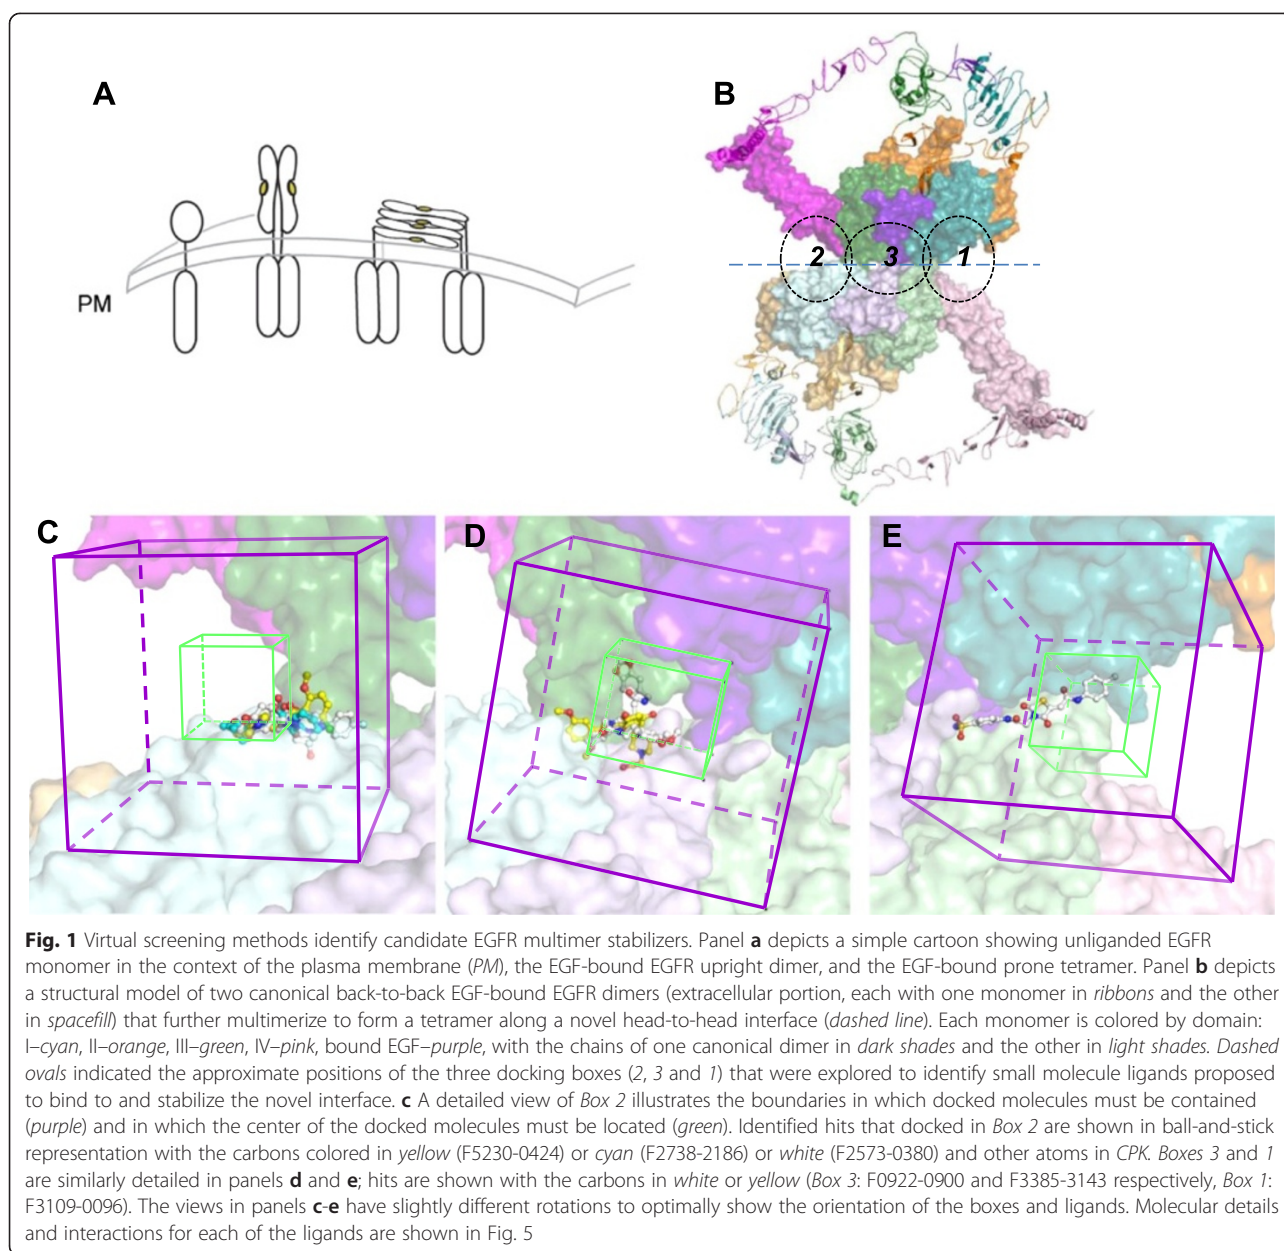 A
B
PM
2
3
1
C
D
E
Fig. 1 Virtual screening methods identify candidate EGFR multimer stabilizers. Panel a depicts a simple cartoon showing unliganded EGFR
monomer in the context of the plasma membrane (PM), the EGF-bound EGFR upright dimer, and the EGF-bound prone tetramer. Panel b depicts
a structural model of two canonical back-to-back EGF-bound EGFR dimers (extracellular portion, each with one monomer in ribbons and the other
in spacefill) that further multimerize to form a tetramer along a novel head-to-head interface (dashed line). Each monomer is colored by domain:
I–cyan, II–orange, III–green, IV–pink, bound EGF–purple, with the chains of one canonical dimer in dark shades and the other in light shades. Dashed
ovals indicated the approximate positions of the three docking boxes (2, 3 and 1) that were explored to identify small molecule ligands proposed
to bind to and stabilize the novel interface. c A detailed view of Box 2 illustrates the boundaries in which docked molecules must be contained
(purple) and in which the center of the docked molecules must be located (green). Identified hits that docked in Box 2 are shown in ball-and-stick
representation with the carbons colored in yellow (F5230-0424) or cyan (F2738-2186) or white (F2573-0380) and other atoms in CPK. Boxes 3 and 1
are similarly detailed in panels d and e; hits are shown with the carbons in white or yellow (Box 3: F0922-0900 and F3385-3143 respectively, Box 1:
F3109-0096). The views in panels c-e have slightly different rotations to optimally show the orientation of the boxes and ligands. Molecular details
and interactions for each of the ligands are shown in Fig. 5